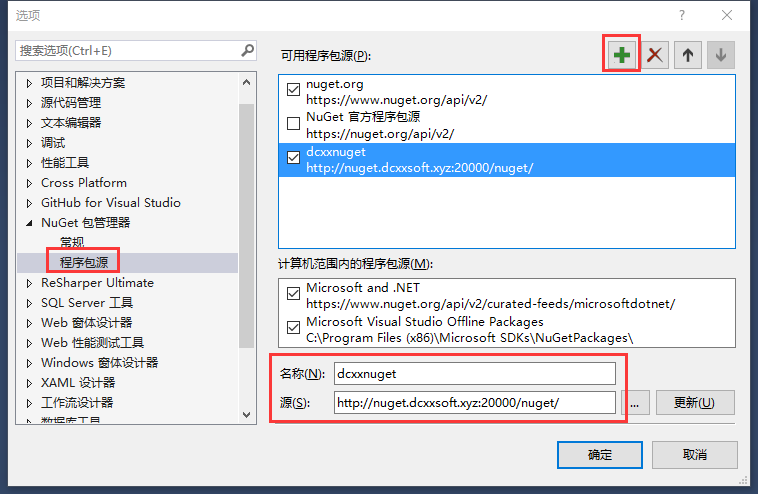 选项
?
搜索选项(Ctrl+E)
项目和解决方案
源代码管理
文本编辑器
调试
性能工具
Cross Platform
GitHub for Visual Studio
NuGet 包管理器
常规
程序包源
ReSharper Ultimate
SQL Server 工具
Web 窗体设计器
Web 性能测试工具
Windows 窗体设计器
XAML 设计器
工作流设计器
数据库工具
可用程序包源(P):
nuget.org
https://www.nuget.org/api/v2/
NuGet 官方程序包源
https://nuget.org/api/v2/
dcxxnuget
http://nuget.dcxxsoft.xyz:20000/nuget/
计算机范围内的程序包源(M):
Microsoft and .NET
https://www.nuget.org/api/v2/curated-feeds/microsoftdotnet/
Microsoft Visual Studio Offline Packages
C:\Program Files (x86)\Microsoft SDKs\NuGetPackages\
名称(N): dcxxnuget
源(S): http://nuget.dcxxsoft.xyz:20000/nuget/ ... 更新(U)
确定 取消